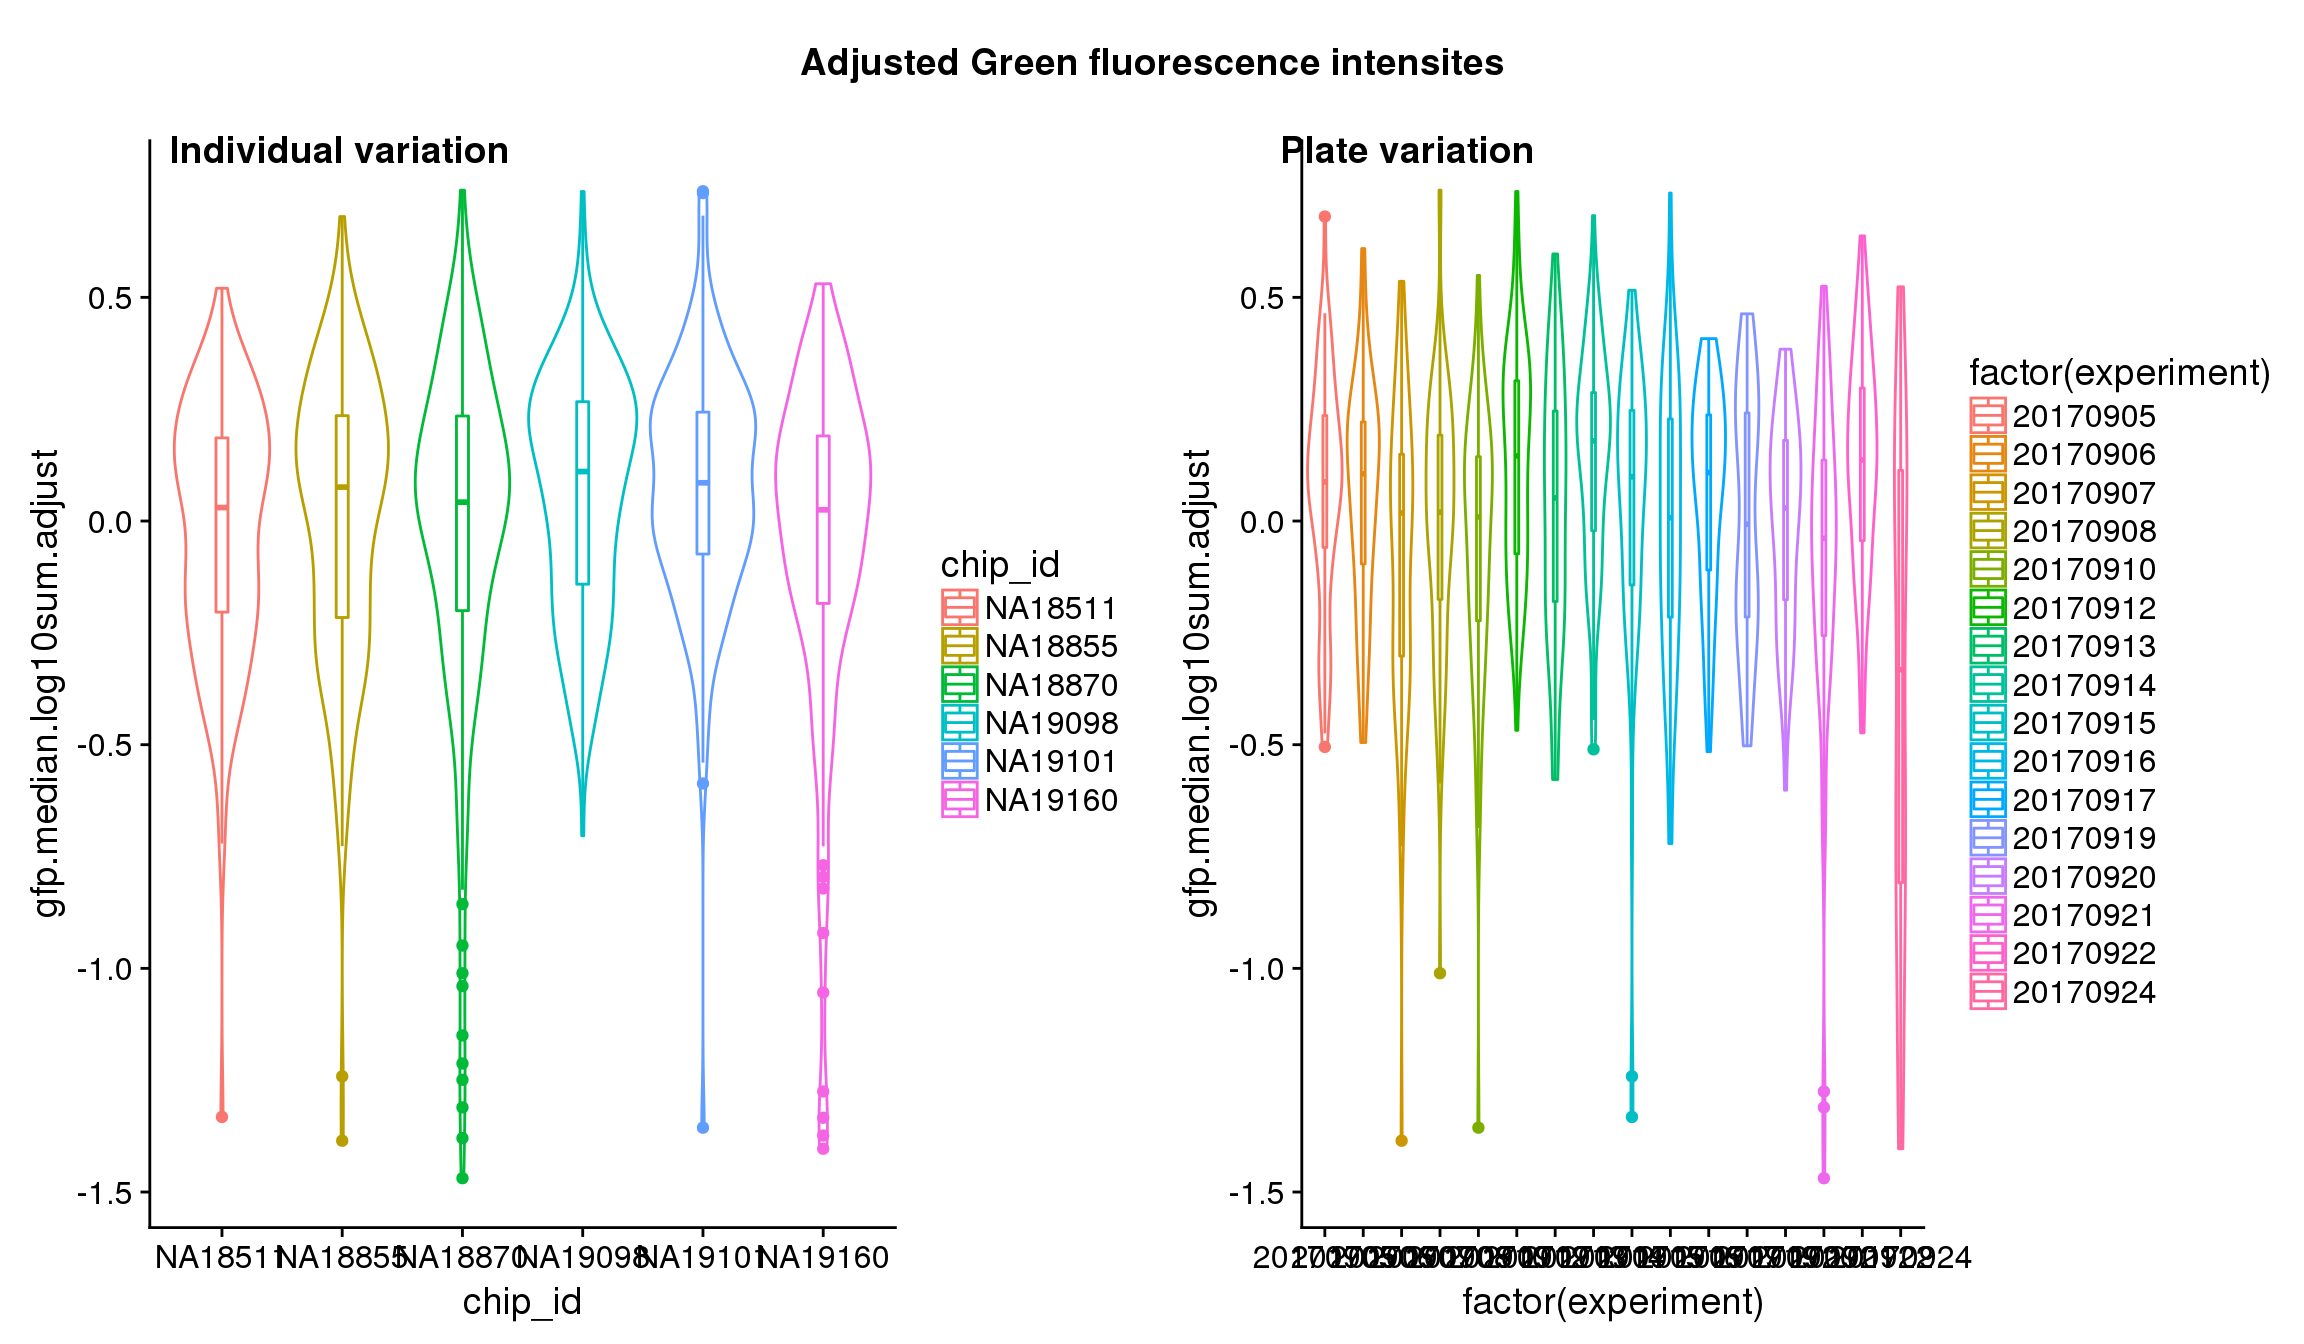 Adjusted Green fluorescence intensites
Individual variation
gfp.median.log10sum.adjust
0.5
0.0
-0.5
-1.0
-1.5
NA18511
NA18855
NA18870
NA19098
NA19101
NA19160
chip_id
chip_id
NA18511
NA18855
NA18870
NA19098
NA19101
NA19160
Plate variation
gfp.median.log10sum.adjust
0.5
0.0
-0.5
-1.0
-1.5
factor(experiment)
factor(experiment)
20170905
20170906
20170907
20170908
20170910
20170912
20170913
20170914
20170915
20170916
20170917
20170919
20170920
20170921
20170922
20170924